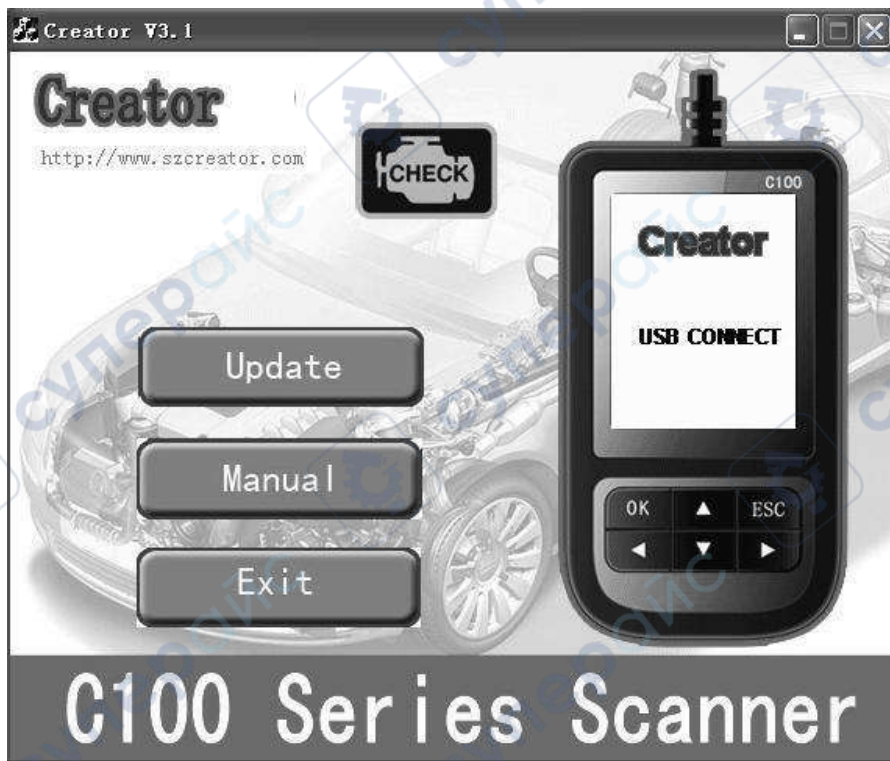 Creator V3.1
Creator
http://www.szcreator.com
CHECK
C100
Creator
USB CONNECT
Update
Manual
Exit
OK
ESC
C100 Series Scanner
суперайс